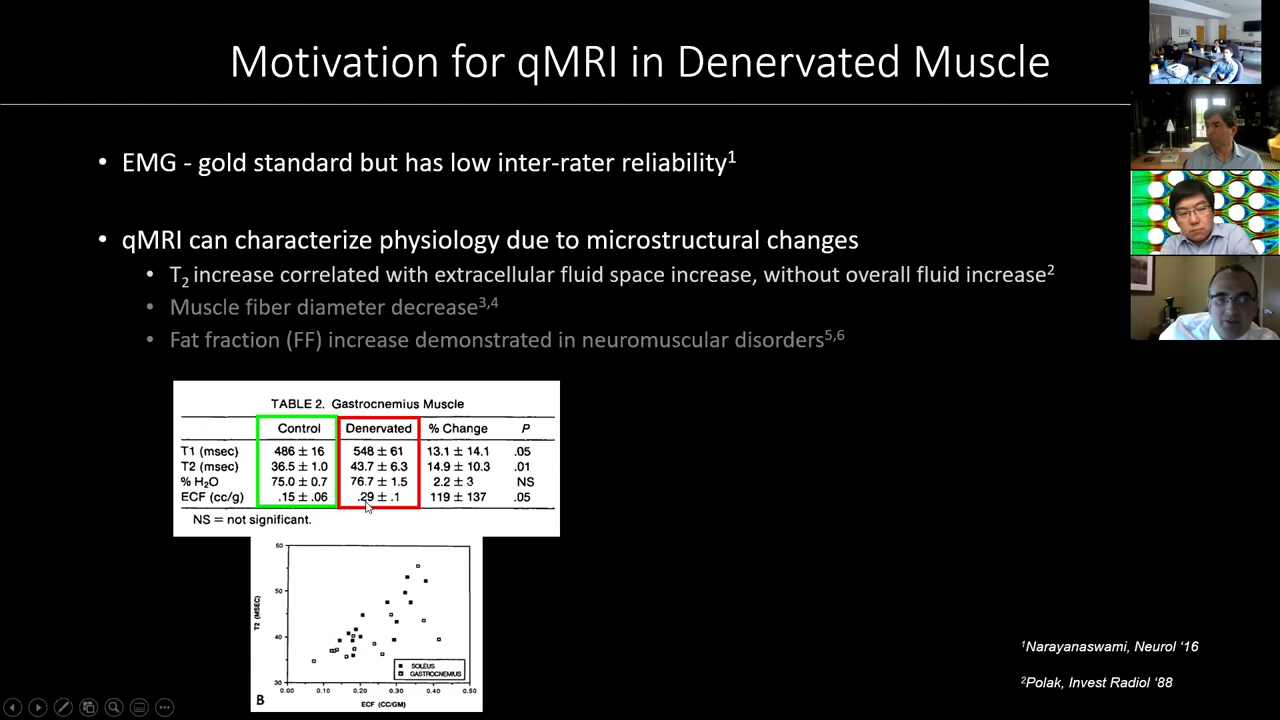 Motivation for qMRI in Denervated Muscle
• EMG - gold standard but has low inter-rater reliability1
• qMRI can characterize physiology due to microstructural changes
• T2 increase correlated with extracellular fluid space increase, without overall fluid increase2
• Muscle fiber diameter decrease3,4
• Fat fraction (FF) increase demonstrated in neuromuscular disorders5,6
TABLE 2. Gastrocnemius Muscle
Control Denervated % Change P
T1 (msec) 486 ± 16 548 ± 61 13.1 ± 14.1 .05
T2 (msec) 36.5 ± 1.0 43.7 ± 6.3 14.9 ± 10.3 .01
% H2O 75.0 ± 0.7 76.7 ± 1.5 2.2 ± 3 NS
ECF (cc/g) .15 ± .06 .29 ± .1 119 ± 137 .05
NS = not significant.
60
50
40
30
T2 (MSEC)
SOLEUS
GASTROCNEMIUS
0.00 0.10 0.20 0.30 0.40 0.50
B
ECF (CC/GM)
1Narayanaswami, Neurol ‘16
2Polak, Invest Radiol ‘88